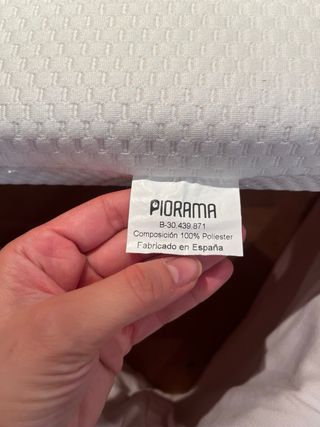 PIORAMA
B-30.439.871
Composición 100% Poliester
Fabricado en España